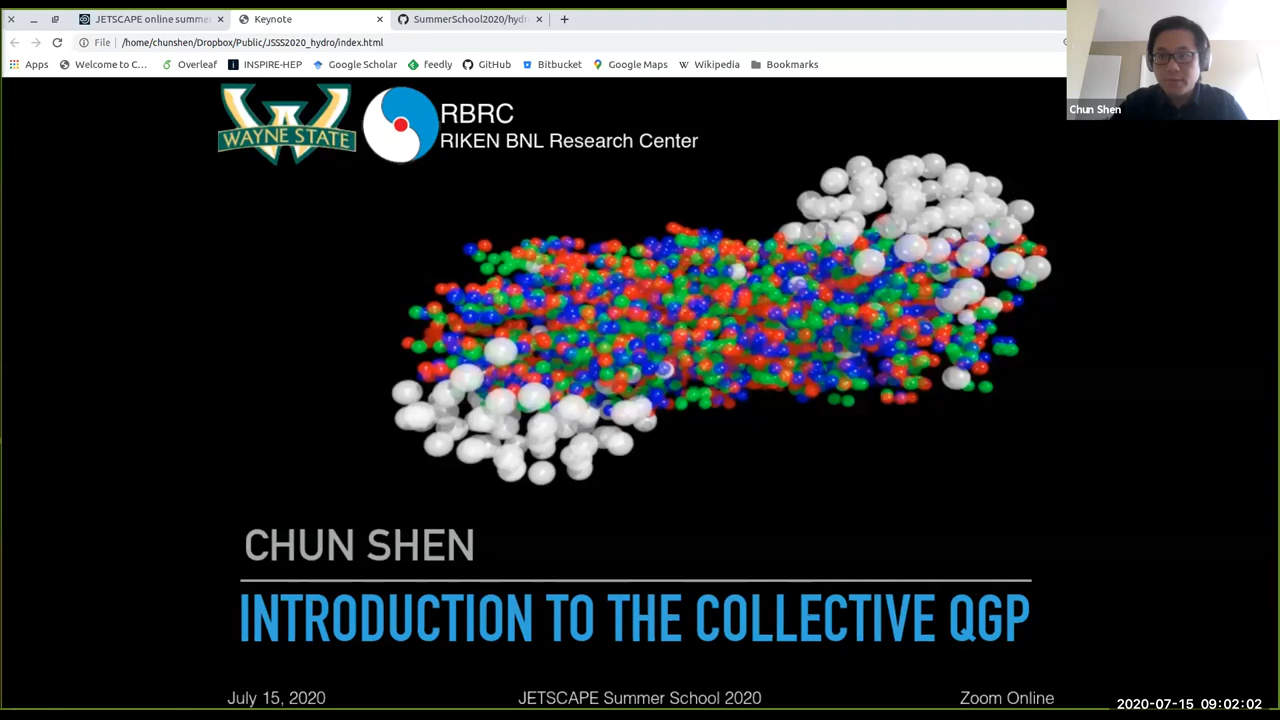 JETSCAPE online summe
Keynote
SummerSchool2020/hydr
File
/home/chunshen/Dropbox/Public/JSSS2020_hydro/index.html
Apps
Welcome to C...
Overleaf
INSPIRE-HEP
Google Scholar
feedly
GitHub
Bitbucket
Google Maps
Wikipedia
Bookmarks
Chun Shen
WAYNE STATE
RBRC
RIKEN BNL Research Center
CHUN SHEN
INTRODUCTION TO THE COLLECTIVE QGP
July 15, 2020
JETSCAPE Summer School 2020
Zoom Online
2020-07-15 09:02:02